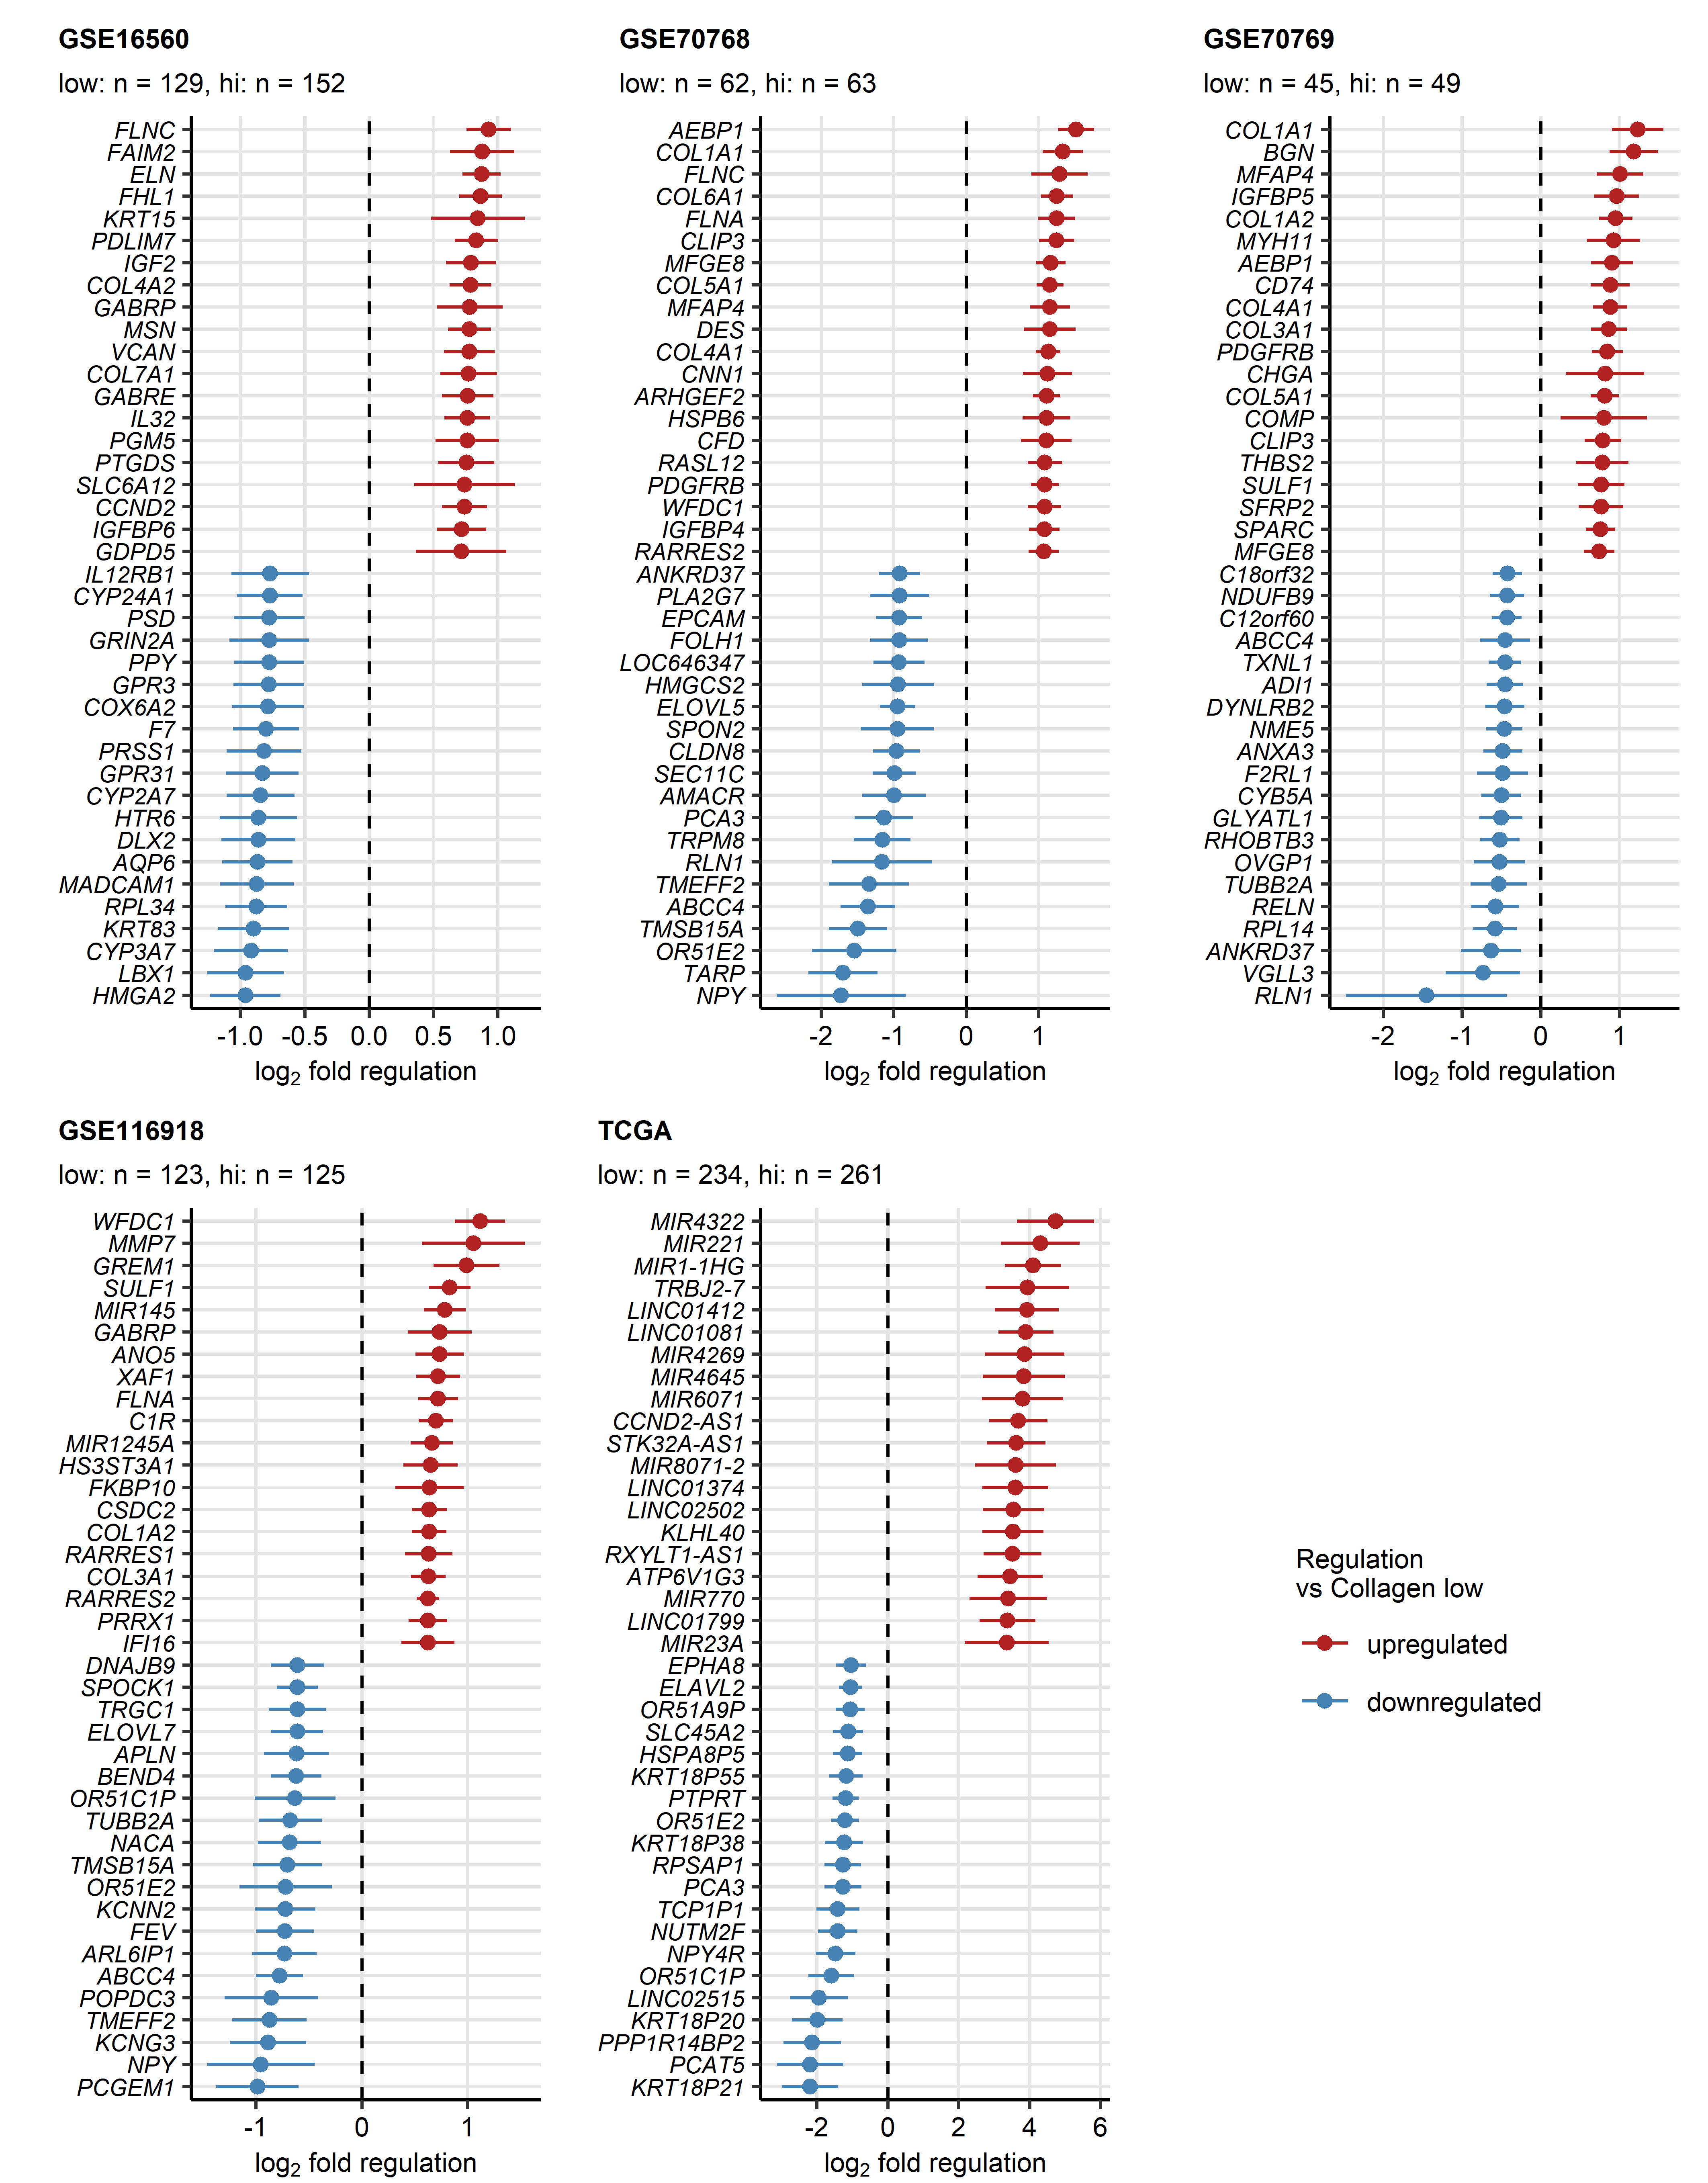 GSE16560
low: n = 129, hi: n = 152
FLNC
FAIM2
ELN
FHL1
KRT15
PDLIM7
IGF2
COL4A2
GABRP
MSN
VCAN
COL7A1
GABRE
IL32
PGM5
PTGDS
SLC6A12
CCND2
IGFBP6
GDPD5
IL12RB1
CYP24A1
PSD
GRIN2A
PPY
GPR3
COX6A2
F7
PRSS1
GPR31
CYP2A7
HTR6
DLX2
AQP6
MADCAM1
RPL34
KRT83
CYP3A7
LBX1
HMGA2
-1.0 -0.5 0.0 0.5 1.0
log2 fold regulation
GSE70768
low: n = 62, hi: n = 63
AEBP1
COL1A1
FLNC
COL6A1
FLNA
CLIP3
MFGE8
COL5A1
MFAP4
DES
COL4A1
CNN1
ARHGEF2
HSPB6
CFD
RASL12
PDGFRB
WFDC1
IGFBP4
RARRES2
ANKRD37
PLA2G7
EPCAM
FOLH1
LOC646347
HMGCS2
ELOVL5
SPON2
CLDN8
SEC11C
AMACR
PCA3
TRPM8
RLN1
TMEFF2
ABCC4
TMSB15A
OR51E2
TARP
NPY
-2 -1 0 1
log2 fold regulation
GSE70769
low: n = 45, hi: n = 49
COL1A1
BGN
MFAP4
IGFBP5
COL1A2
MYH11
AEBP1
CD74
COL4A1
COL3A1
PDGFRB
CHGA
COL5A1
COMP
CLIP3
THBS2
SULF1
SFRP2
SPARC
MFGE8
C18orf32
NDUFB9
C12orf60
ABCC4
TXNL1
ADI1
DYNLRB2
NME5
ANXA3
F2RL1
CYB5A
GLYATL1
RHOBTB3
OVGP1
TUBB2A
RELN
RPL14
ANKRD37
VGLL3
RLN1
-2 -1 0 1
log2 fold regulation
GSE116918
low: n = 123, hi: n = 125
WFDC1
MMP7
GREM1
SULF1
MIR145
GABRP
ANO5
XAF1
FLNA
C1R
MIR1245A
HS3ST3A1
FKBP10
CSDC2
COL1A2
RARRES1
COL3A1
RARRES2
PRRX1
IFI16
DNAJB9
SPOCK1
TRGC1
ELOVL7
APLN
BEND4
OR51C1P
TUBB2A
NACA
TMSB15A
OR51E2
KCNN2
FEV
ARL6IP1
ABCC4
POPDC3
TMEFF2
KCNG3
NPY
PCGEM1
-1 0 1
log2 fold regulation
TCGA
low: n = 234, hi: n = 261
MIR4322
MIR221
MIR1-1HG
TRBJ2-7
LINC01412
LINC01081
MIR4269
MIR4645
MIR6071
CCND2-AS1
STK32A-AS1
MIR8071-2
LINC01374
LINC02502
KLHL40
RXYLT1-AS1
ATP6V1G3
MIR770
LINC01799
MIR23A
EPHA8
ELAVL2
OR51A9P
SLC45A2
HSPA8P5
KRT18P55
PTPRT
OR51E2
KRT18P38
RPSAP1
PCA3
TCP1P1
NUTM2F
NPY4R
OR51C1P
LINC02515
KRT18P20
PPP1R14BP2
PCAT5
KRT18P21
-2 0 2 4 6
log2 fold regulation
Regulation
vs Collagen low
upregulated
downregulated